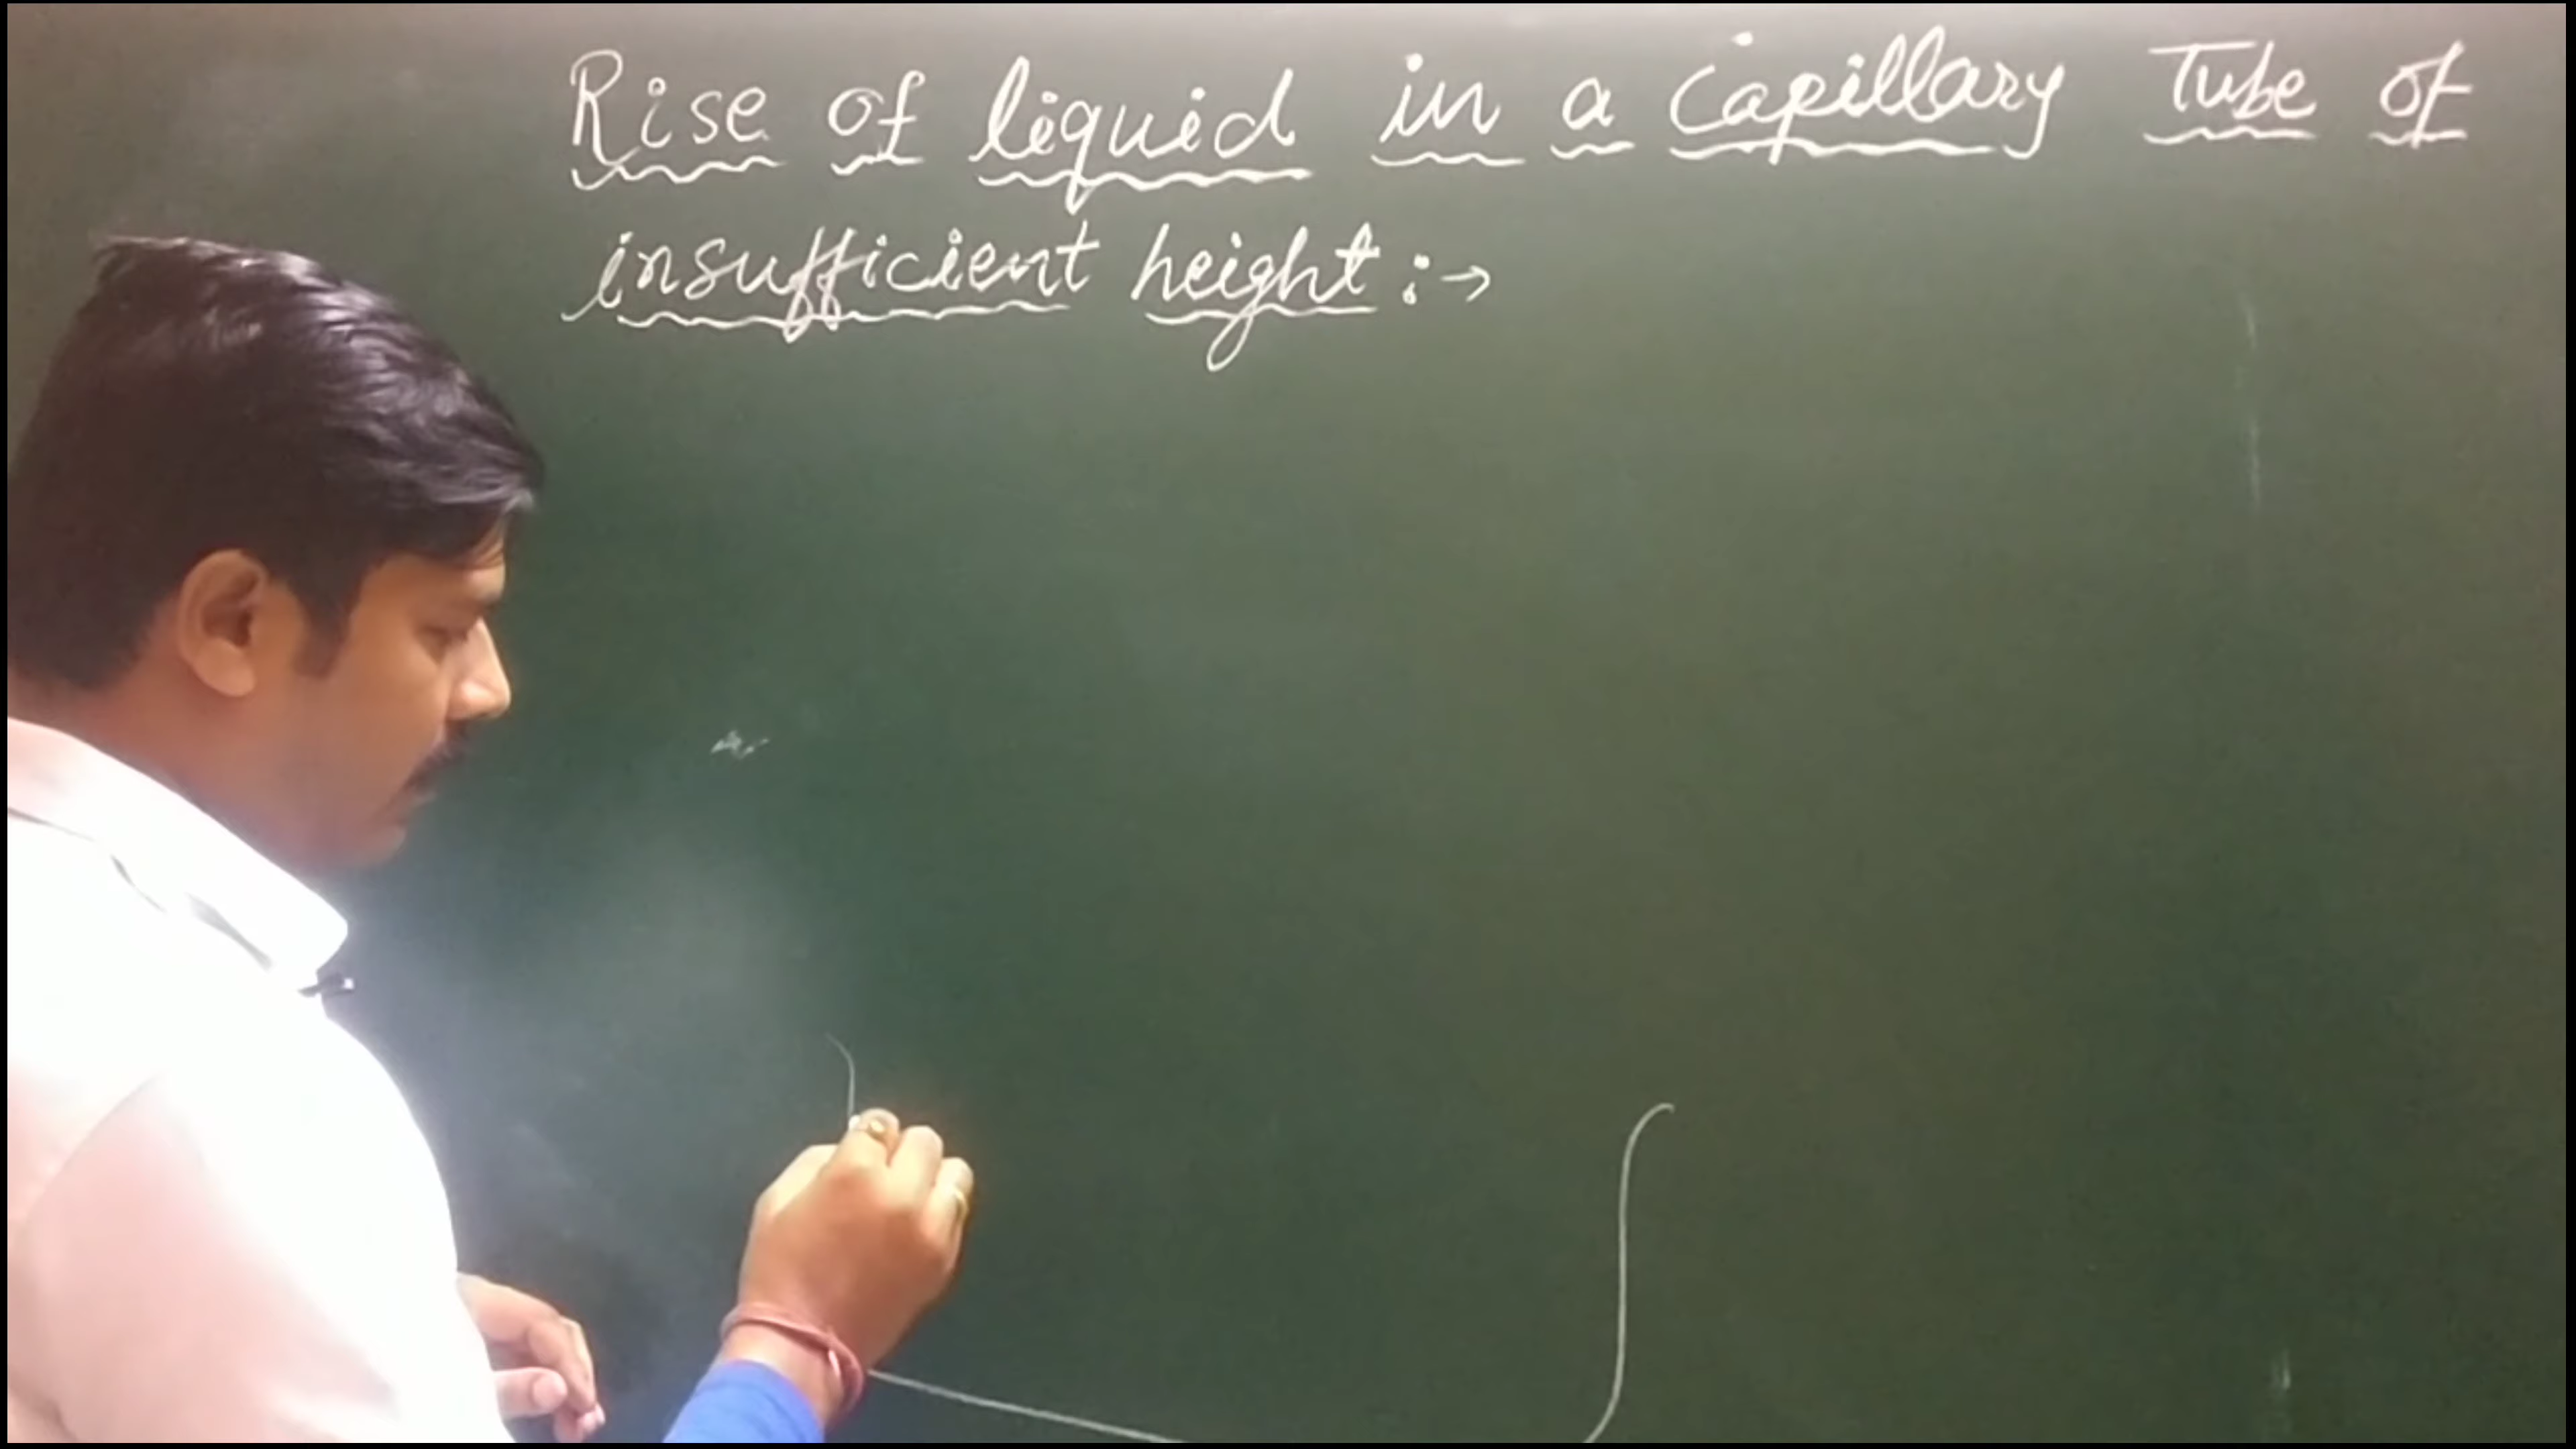 Rise of liquid in a Capillary Tube of
insufficient height :→